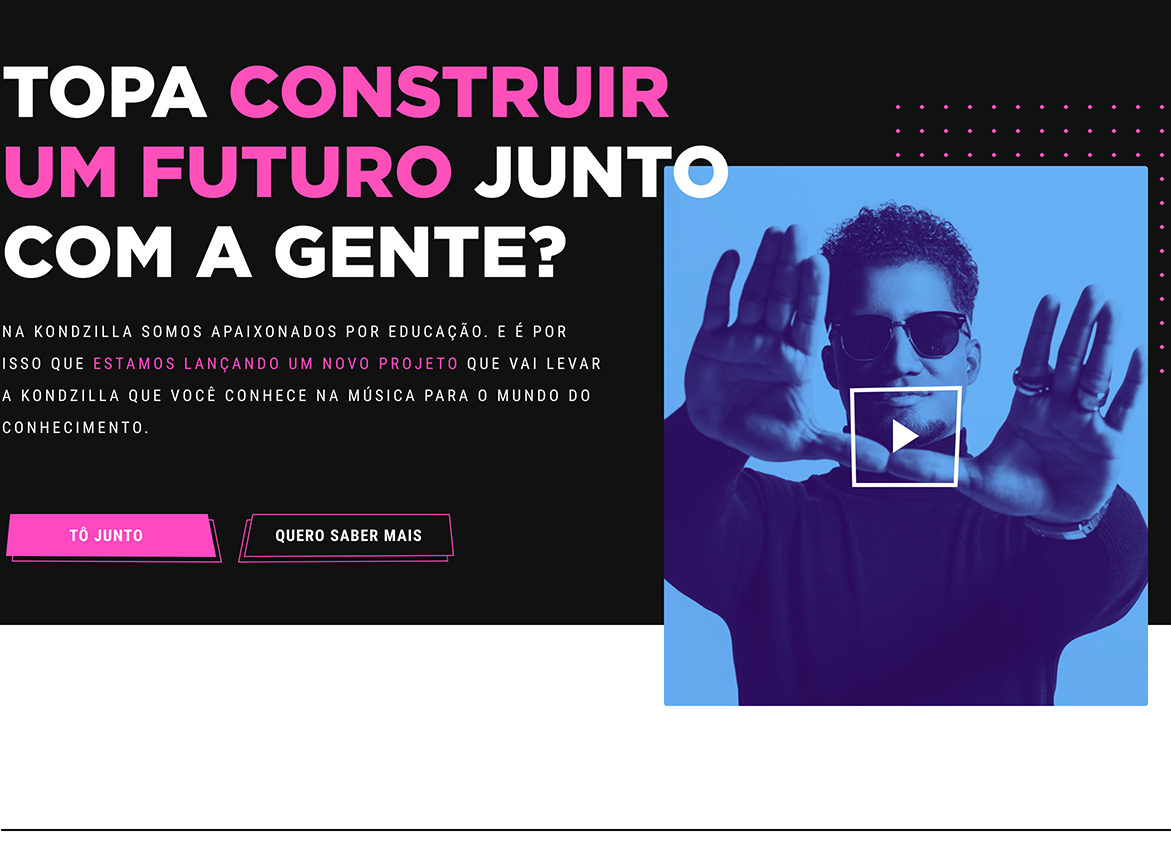 TOPA CONSTRUIR
UM FUTURO JUNTO
COM A GENTE?
NA KONDZILLA SOMOS APAIXONADOS POR EDUCAÇÃO. E É POR
ISSO QUE ESTAMOS LANÇANDO UM NOVO PROJETO QUE VAI LEVAR
A KONDZILLA QUE VOCÊ CONHECE NA MÚSICA PARA O MUNDO DO
CONHECIMENTO.
TÔ JUNTO
QUERO SABER MAIS